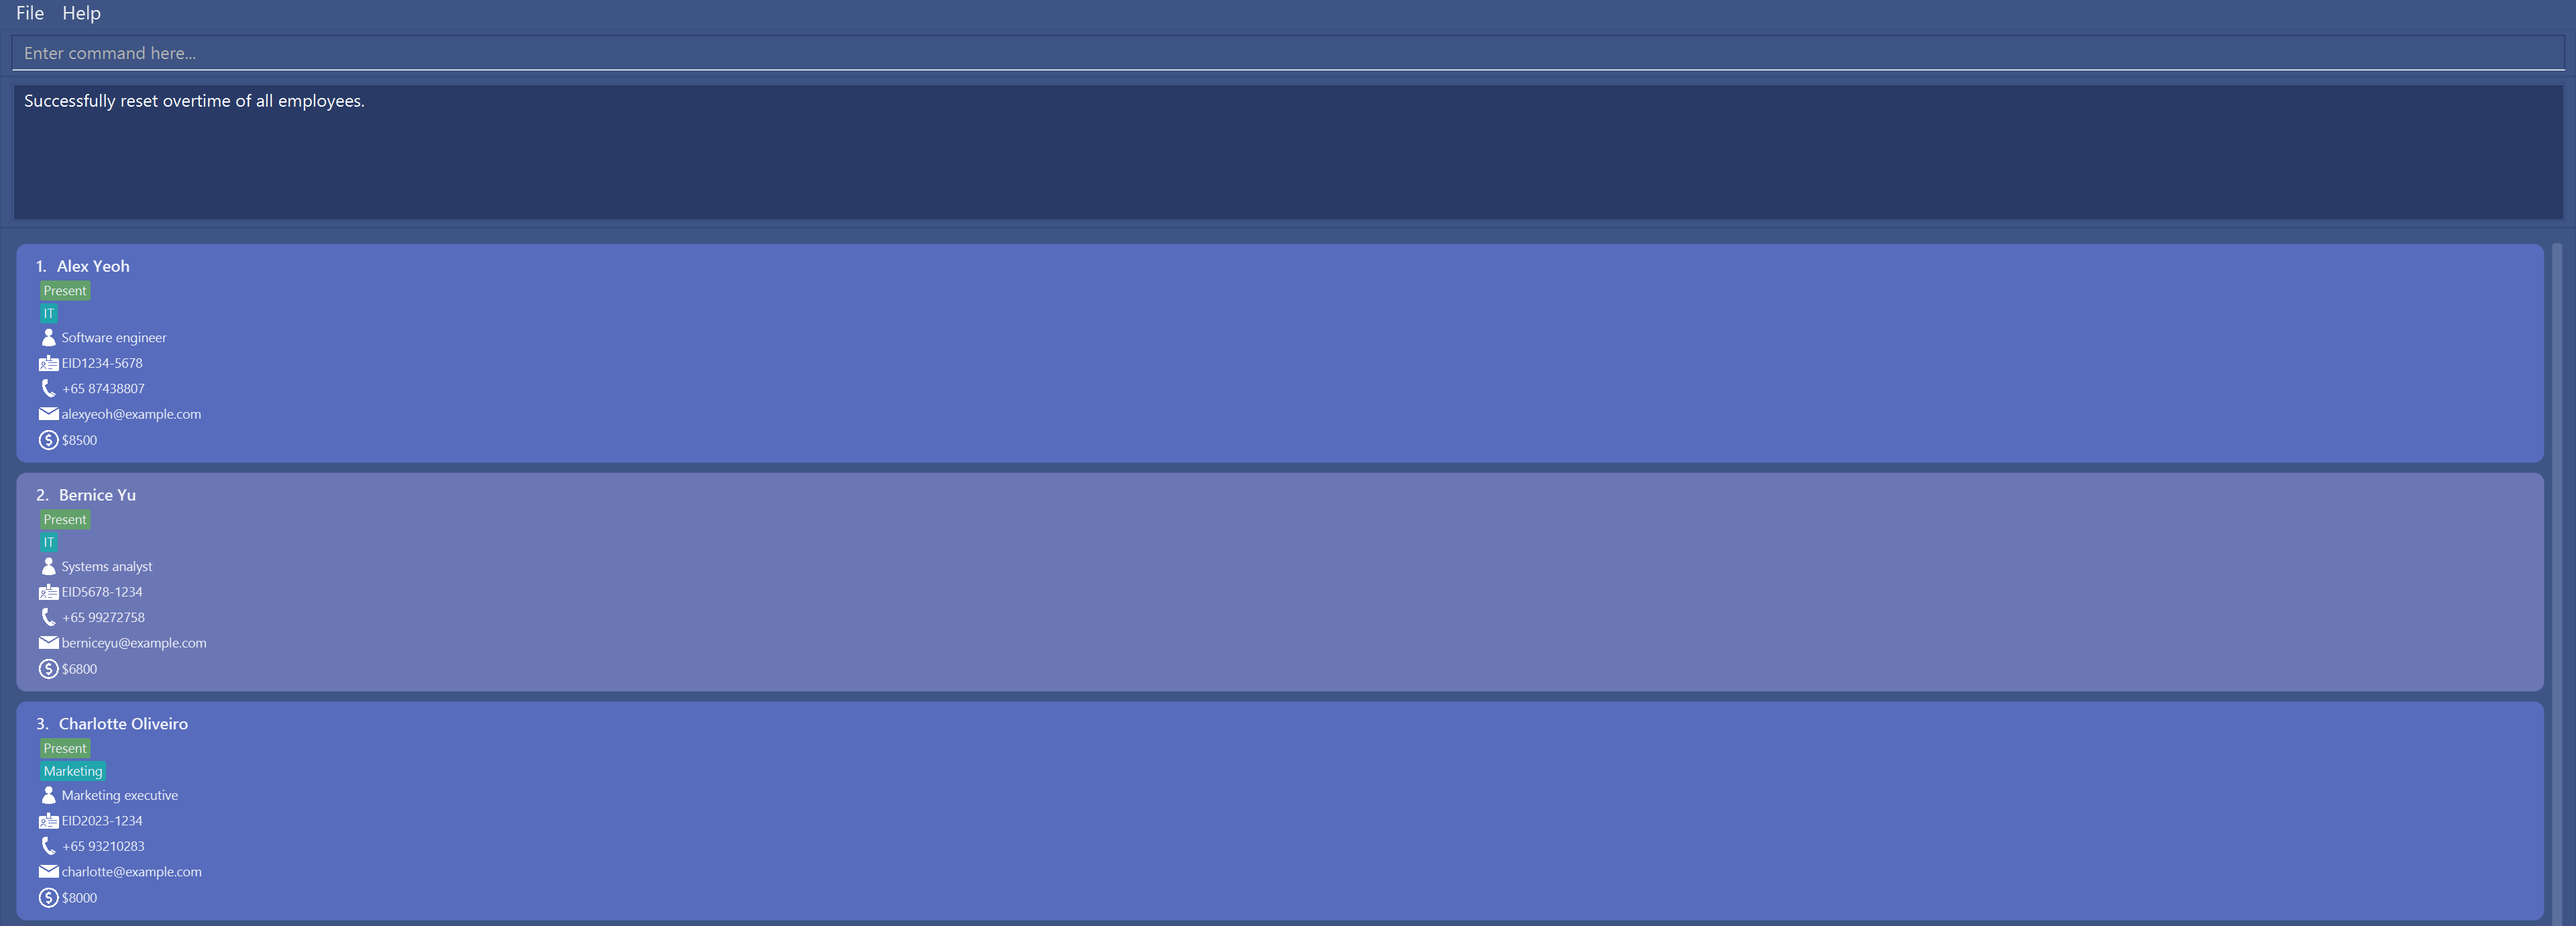 File Help
Enter command here...
Successfully reset overtime of all employees.
1. Alex Yeoh
Present
IT
Software engineer
EID1234-5678
+65 87438807
alexyeoh@example.com
$8500
2. Bernice Yu
Present
IT
Systems analyst
EID5678-1234
+65 99272758
berniceyu@example.com
$6800
3. Charlotte Oliveiro
Present
Marketing
Marketing executive
EID2023-1234
+65 93210283
charlotte@example.com
$8000